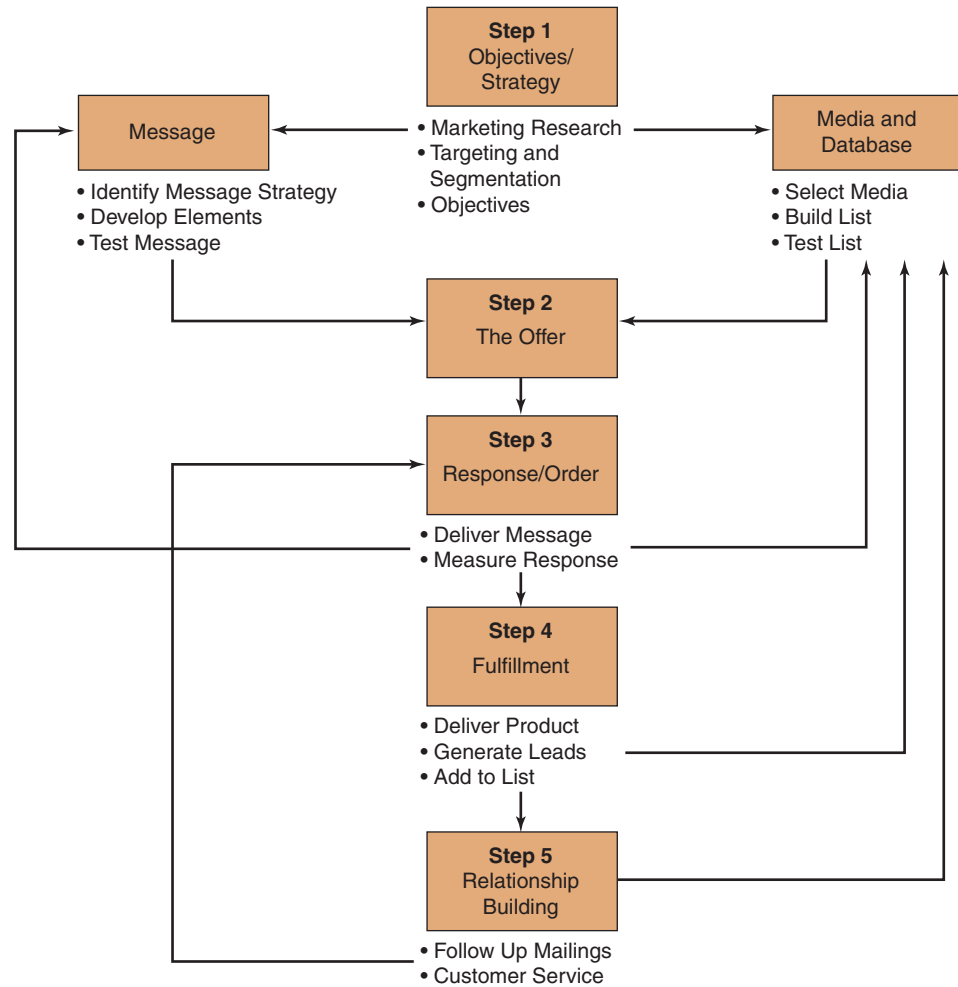 Step 1
Objectives/
Strategy
Message
Media and
Database
• Marketing Research
• Targeting and
Segmentation
• Objectives
• Identify Message Strategy
• Develop Elements
• Test Message
• Select Media
• Build List
• Test List
Step 2
The Offer
Step 3
Response/Order
• Deliver Message
• Measure Response
Step 4
Fulfillment
• Deliver Product
• Generate Leads
• Add to List
Step 5
Relationship
Building
• Follow Up Mailings
• Customer Service